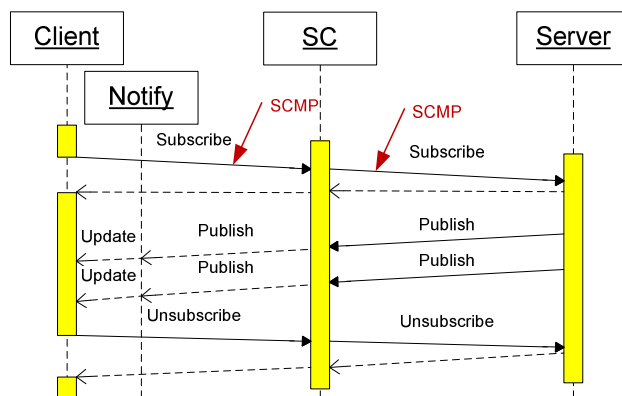 Client
SC
Server
Notify
SCMP
SCMP
Subscribe
Subscribe
Publish
Publish
Update
Publish
Publish
Update
Unsubscribe
Unsubscribe